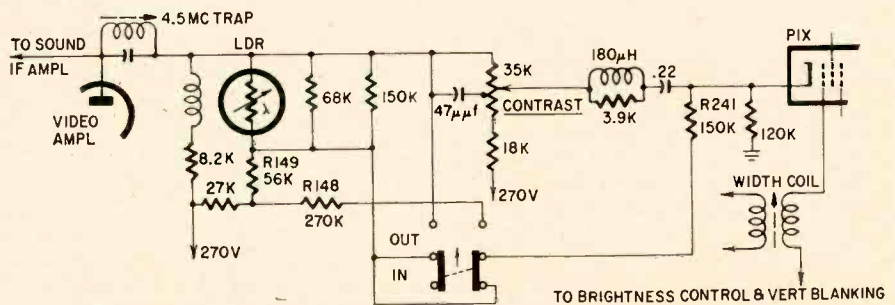 4.5MC TRAP
PIX
TO SOUND
IF AMPL
LDR
180μH
35K
.22
68K
150K
CONTRAST
47μμf
3.9K
R241
150K
120K
VIDEO
AMPL
8.2K
R149
56K
18K
27K
R148
270K
270V
WIDTH COIL
270V
OUT
IN
TO BRIGHTNESS CONTROL & VERT BLANKING
λ